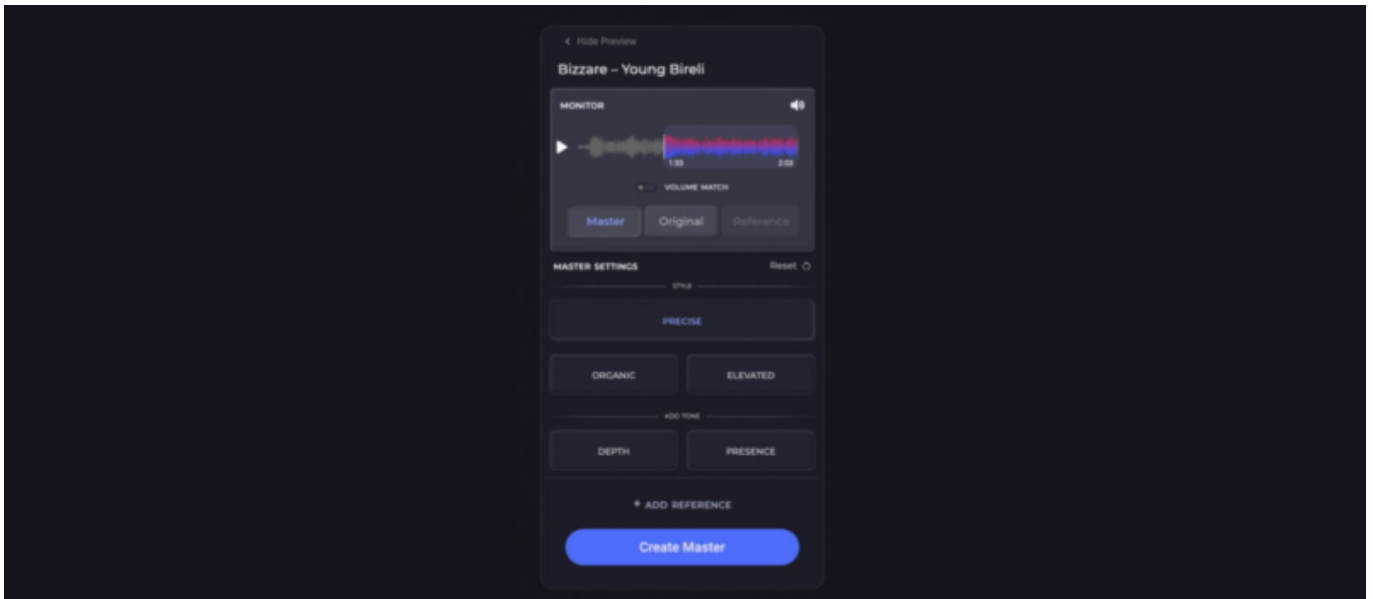 Hide Preview
Bizzare – Young Bireli
MONITOR
1:33 2:03
VOLUME MATCH
Master Original Reference
MASTER SETTINGS Reset
STYLE
PRECISE
ORGANIC ELEVATED
ADD TONE
DEPTH PRESENCE
+ ADD REFERENCE
Create Master